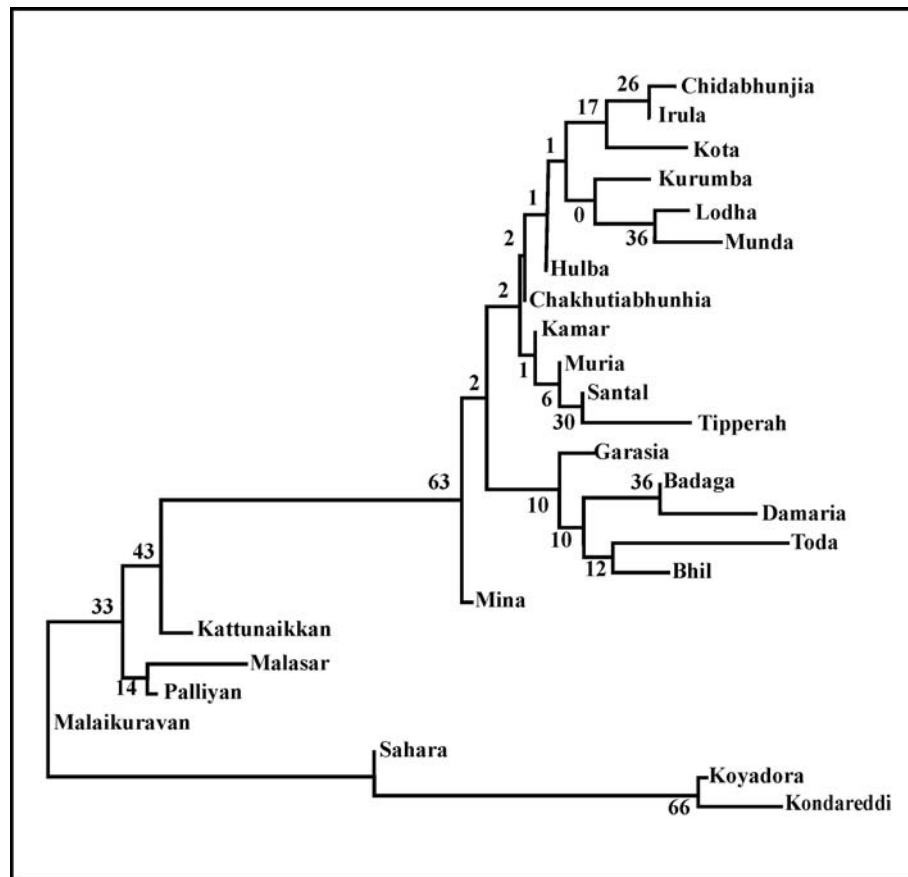 26 Chidabhunjia
17 Irula
1 Kota
Kurumba
1 Lodha
0
36 Munda
2 Hulba
2 Chakhutiabhunhia
Kamar
1 Muria
2 6 Santal
30 Tipperah
Garasia
63 36 Badaga
10 Damaria
10 Toda
43 12 Bhil
Mina
33 Kattunaikkan
Malasar
14 Palliyan
Malaikuravan
Sahara
Koyadora
66 Kondareddi